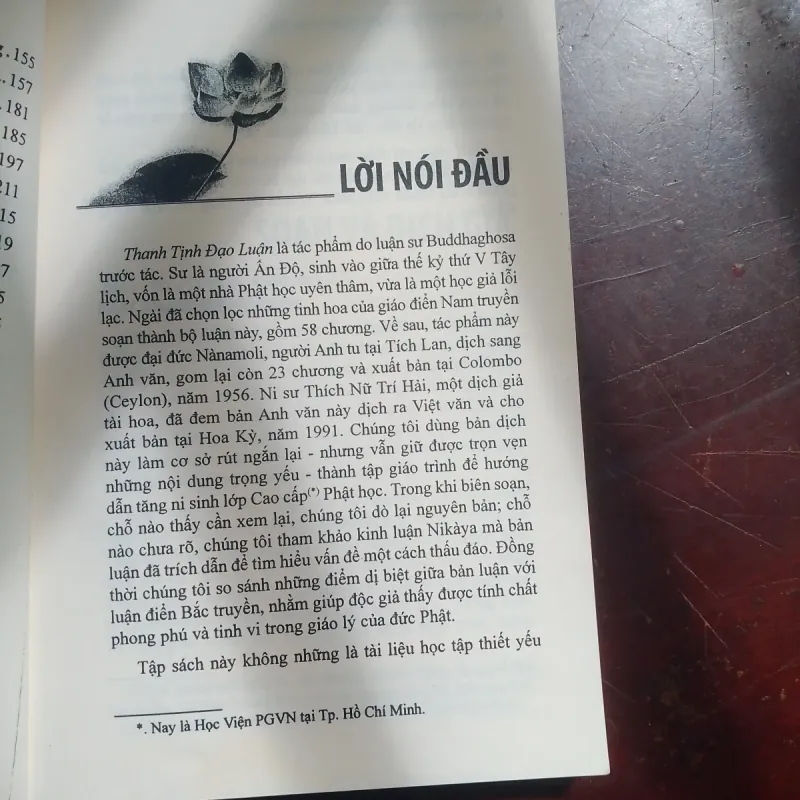 .155
.157
.181
185
197
211
15
19
7
5
LỜI NÓI ĐẦU
Thanh Tịnh Đạo Luận là tác phẩm do luận sư Buddhaghosa
trước tác. Sư là người Ấn Độ, sinh vào giữa thế kỷ thứ V Tây
lịch, vốn là một nhà Phật học uyên thâm, vừa là một học giả lỗi
lạc. Ngài đã chọn lọc những tinh hoa của giáo điển Nam truyền
soạn thành bộ luận này, gồm 58 chương. Về sau, tác phẩm này
được đại đức Nànamoli, người Anh tu tại Tích Lan, dịch sang
Anh văn, gom lại còn 23 chương và xuất bản tại Colombo
(Ceylon), năm 1956. Ni sư Thích Nữ Trí Hải, một dịch giả
tài hoa, đã đem bản Anh văn này dịch ra Việt văn và cho
xuất bản tại Hoa Kỳ, năm 1991. Chúng tôi dùng bản dịch
này làm cơ sở rút ngắn lại - nhưng vẫn giữ được trọn vẹn
những nội dung trọng yếu - thành tập giáo trình để hướng
dẫn tăng ni sinh lớp Cao cấp(*) Phật học. Trong khi biên soạn,
chỗ nào thấy cần xem lại, chúng tôi dò lại nguyên bản; chỗ
nào chưa rõ, chúng tôi tham khảo kinh luận Nikàya mà bản
luận đã trích dẫn để tìm hiểu vấn đề một cách thấu đáo. Đồng
thời chúng tôi so sánh những điểm dị biệt giữa bản luận với
luận điển Bắc truyền, nhằm giúp độc giả thấy được tính chất
phong phú và tinh vi trong giáo lý của đức Phật.
Tập sách này không những là tài liệu học tập thiết yếu
*. Nay là Học Viện PGVN tại Tp. Hồ Chí Minh.